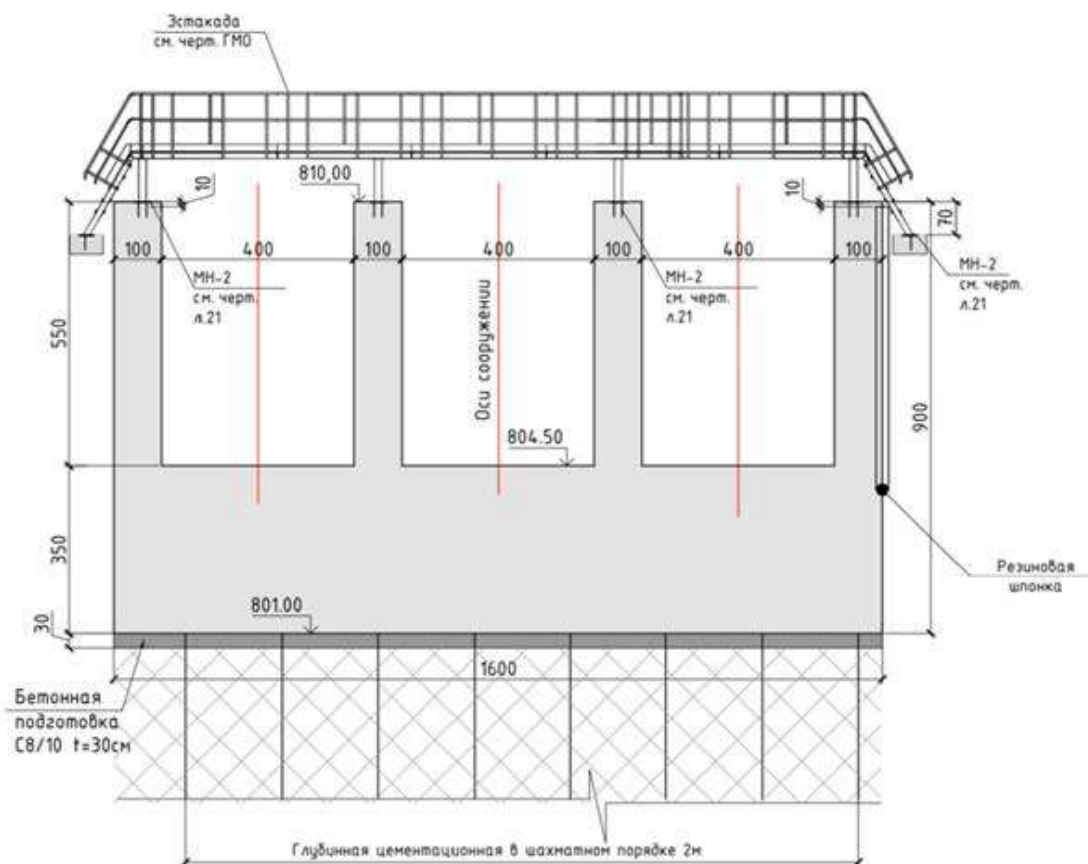 Эстакада
см. черт. ГМО
810,00
10
10
70
100
400
100
400
100
400
100
МН-2
см. черт.
л.21
МН-2
см. черт.
л.21
МН-2
см. черт.
л.21
550
Оси сооружении
900
804.50
350
Резиновая
шпонка
801.00
30
1600
Бетонная
подготовка
С8/10 t=30см
Глубинная цементационная в шахматном порядке 2м